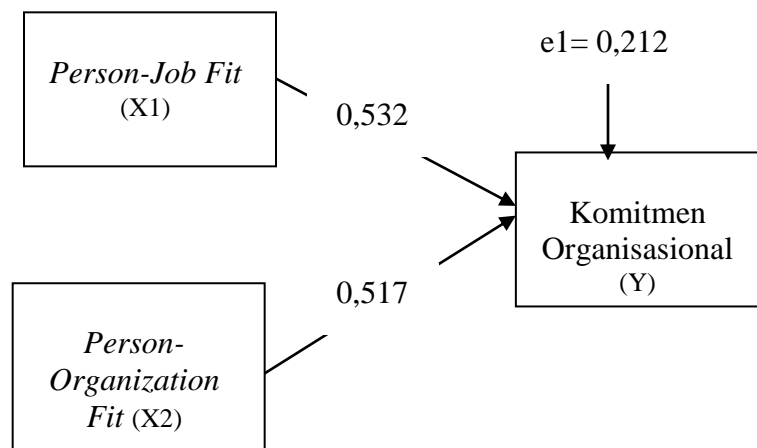 Person-Job Fit
(X1)
e1= 0,212
0,532
Komitmen
Organisasional
(Y)
0,517
Person-
Organization
Fit (X2)